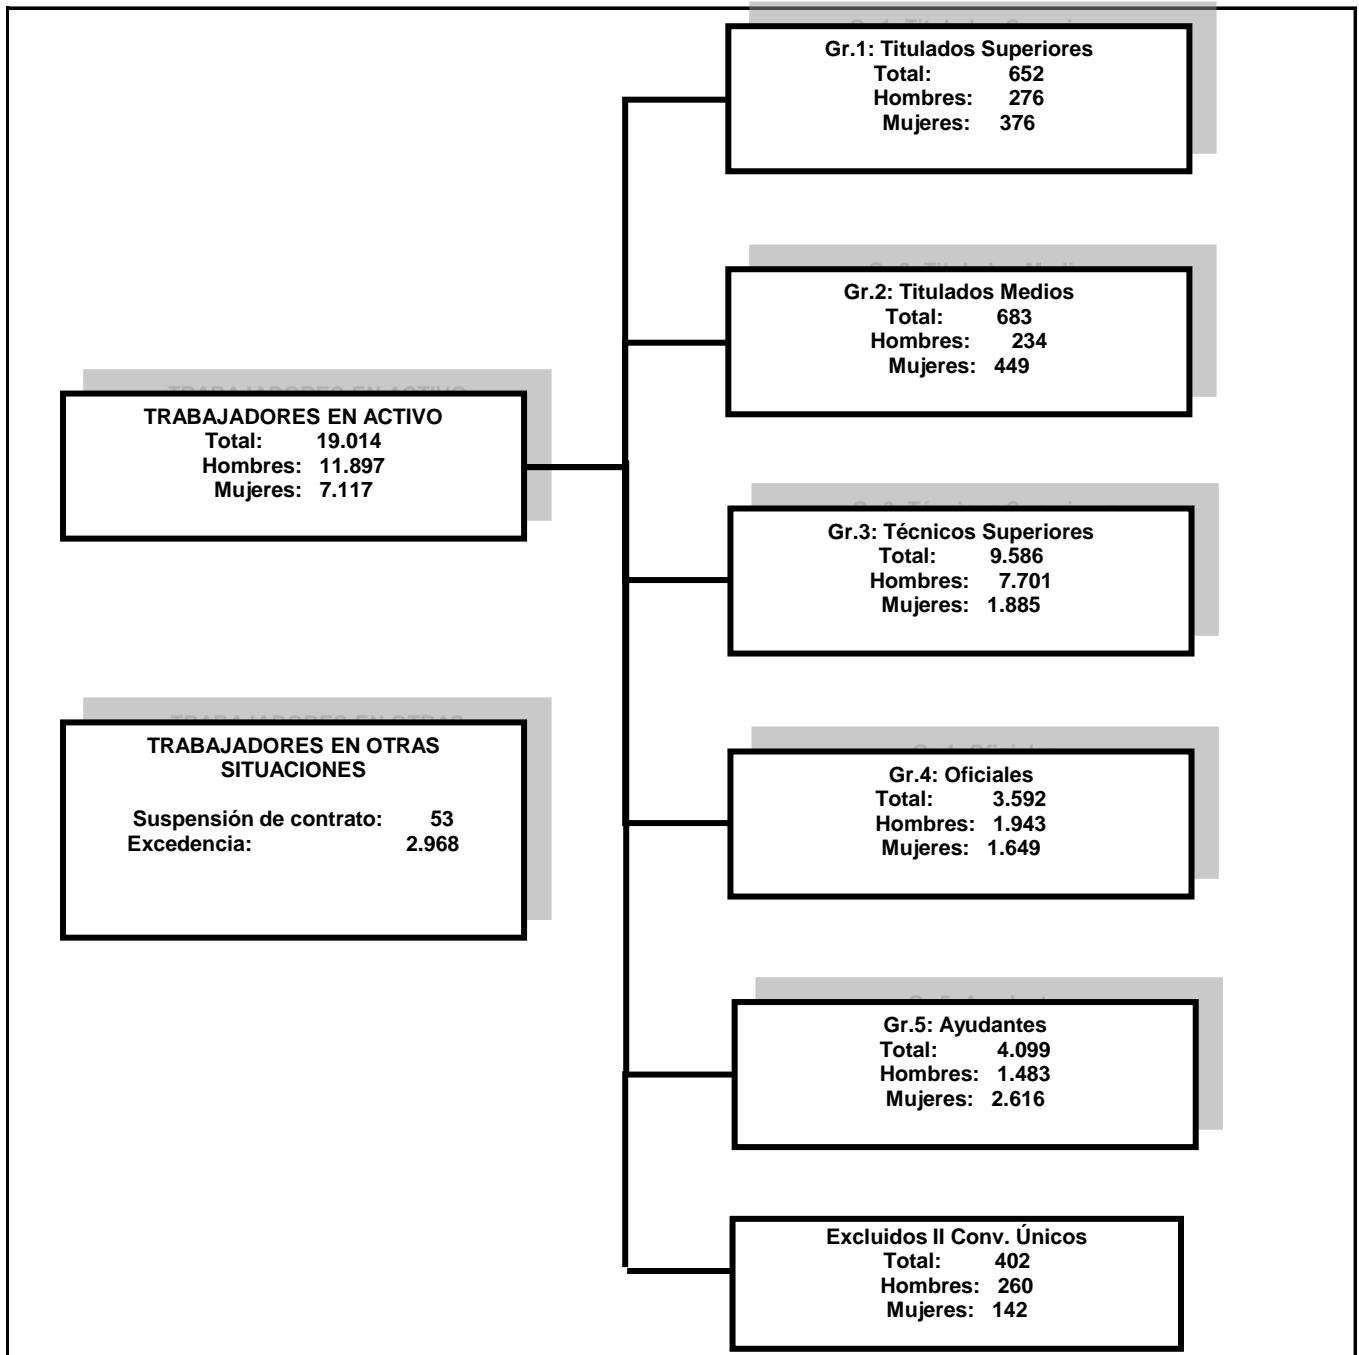 Gr.1: Titulados Superiores
Total: 652
Hombres: 276
Mujeres: 376
Gr.2: Titulados Medios
Total: 683
Hombres: 234
Mujeres: 449
TRABAJADORES EN ACTIVO
Total: 19.014
Hombres: 11.897
Mujeres: 7.117
Gr.3: Técnicos Superiores
Total: 9.586
Hombres: 7.701
Mujeres: 1.885
TRABAJADORES EN OTRAS
SITUACIONES
Suspensión de contrato: 53
Excedencia: 2.968
Gr.4: Oficiales
Total: 3.592
Hombres: 1.943
Mujeres: 1.649
Gr.5: Ayudantes
Total: 4.099
Hombres: 1.483
Mujeres: 2.616
Excluidos II Conv. Únicos
Total: 402
Hombres: 260
Mujeres: 142